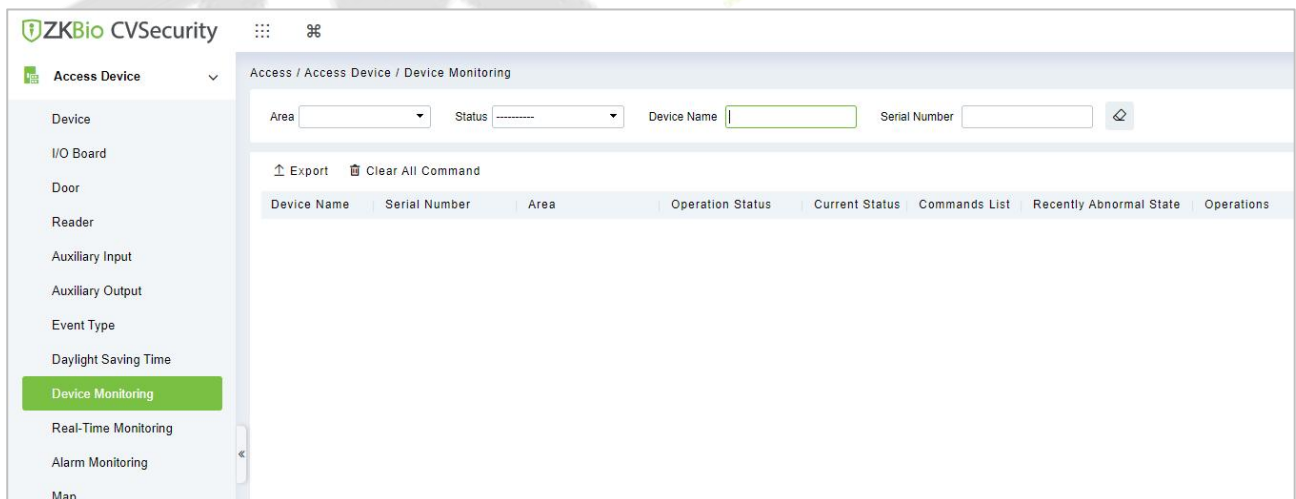 ZKBio CVSecurity
Access Device
Access / Access Device / Device Monitoring
Device
I/O Board
Door
Reader
Auxiliary Input
Auxiliary Output
Event Type
Daylight Saving Time
Device Monitoring
Real-Time Monitoring
Alarm Monitoring
Map
Area Status ---------- Device Name Serial Number
Export Clear All Command
Device Name Serial Number Area Operation Status Current Status Commands List Recently Abnormal State Operations